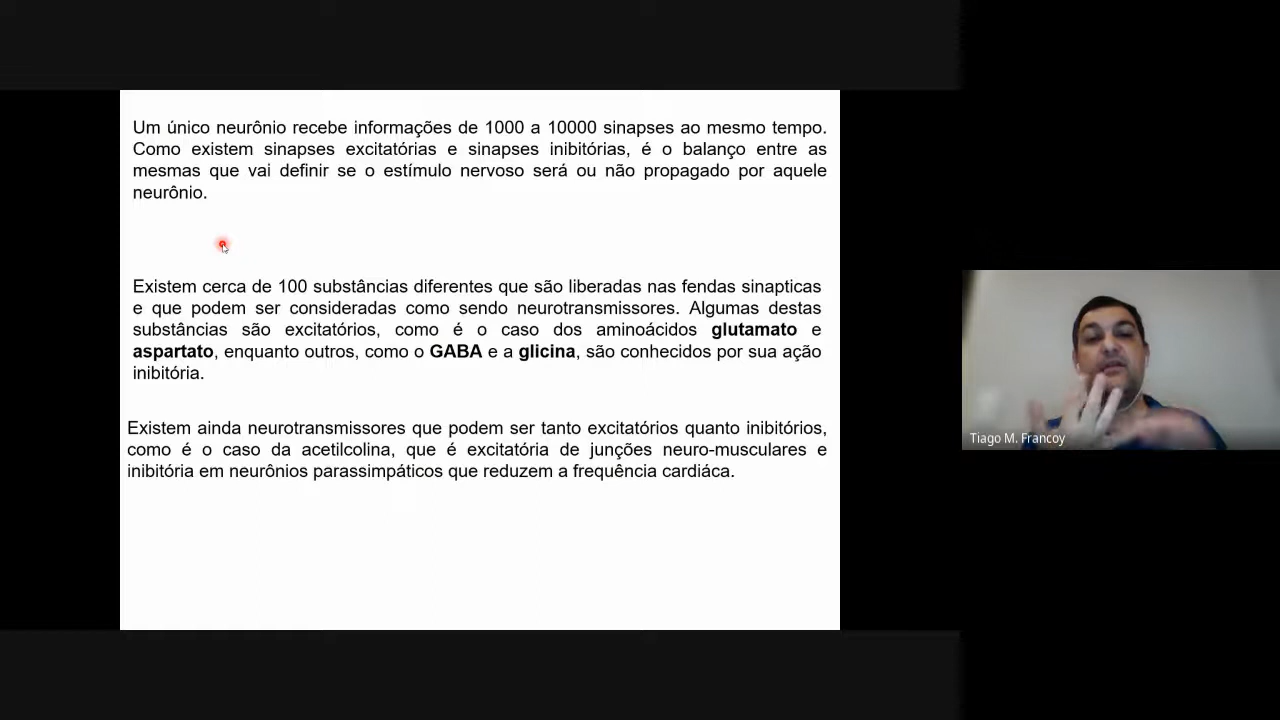 Um único neurônio recebe informações de 1000 a 10000 sinapses ao mesmo tempo.
Como existem sinapses excitatórias e sinapses inibitórias, é o balanço entre as
mesmas que vai definir se o estímulo nervoso será ou não propagado por aquele
neurônio.
Existem cerca de 100 substâncias diferentes que são liberadas nas fendas sinapticas
e que podem ser consideradas como sendo neurotransmissores. Algumas destas
substâncias são excitatórios, como é o caso dos aminoácidos glutamato e
aspartato, enquanto outros, como o GABA e a glicina, são conhecidos por sua ação
inibitória.
Existem ainda neurotransmissores que podem ser tanto excitatórios quanto inibitórios,
como é o caso da acetilcolina, que é excitatória de junções neuro-musculares e
inibitória em neurônios parassimpáticos que reduzem a frequência cardiáca.
Tiago M. Francoy